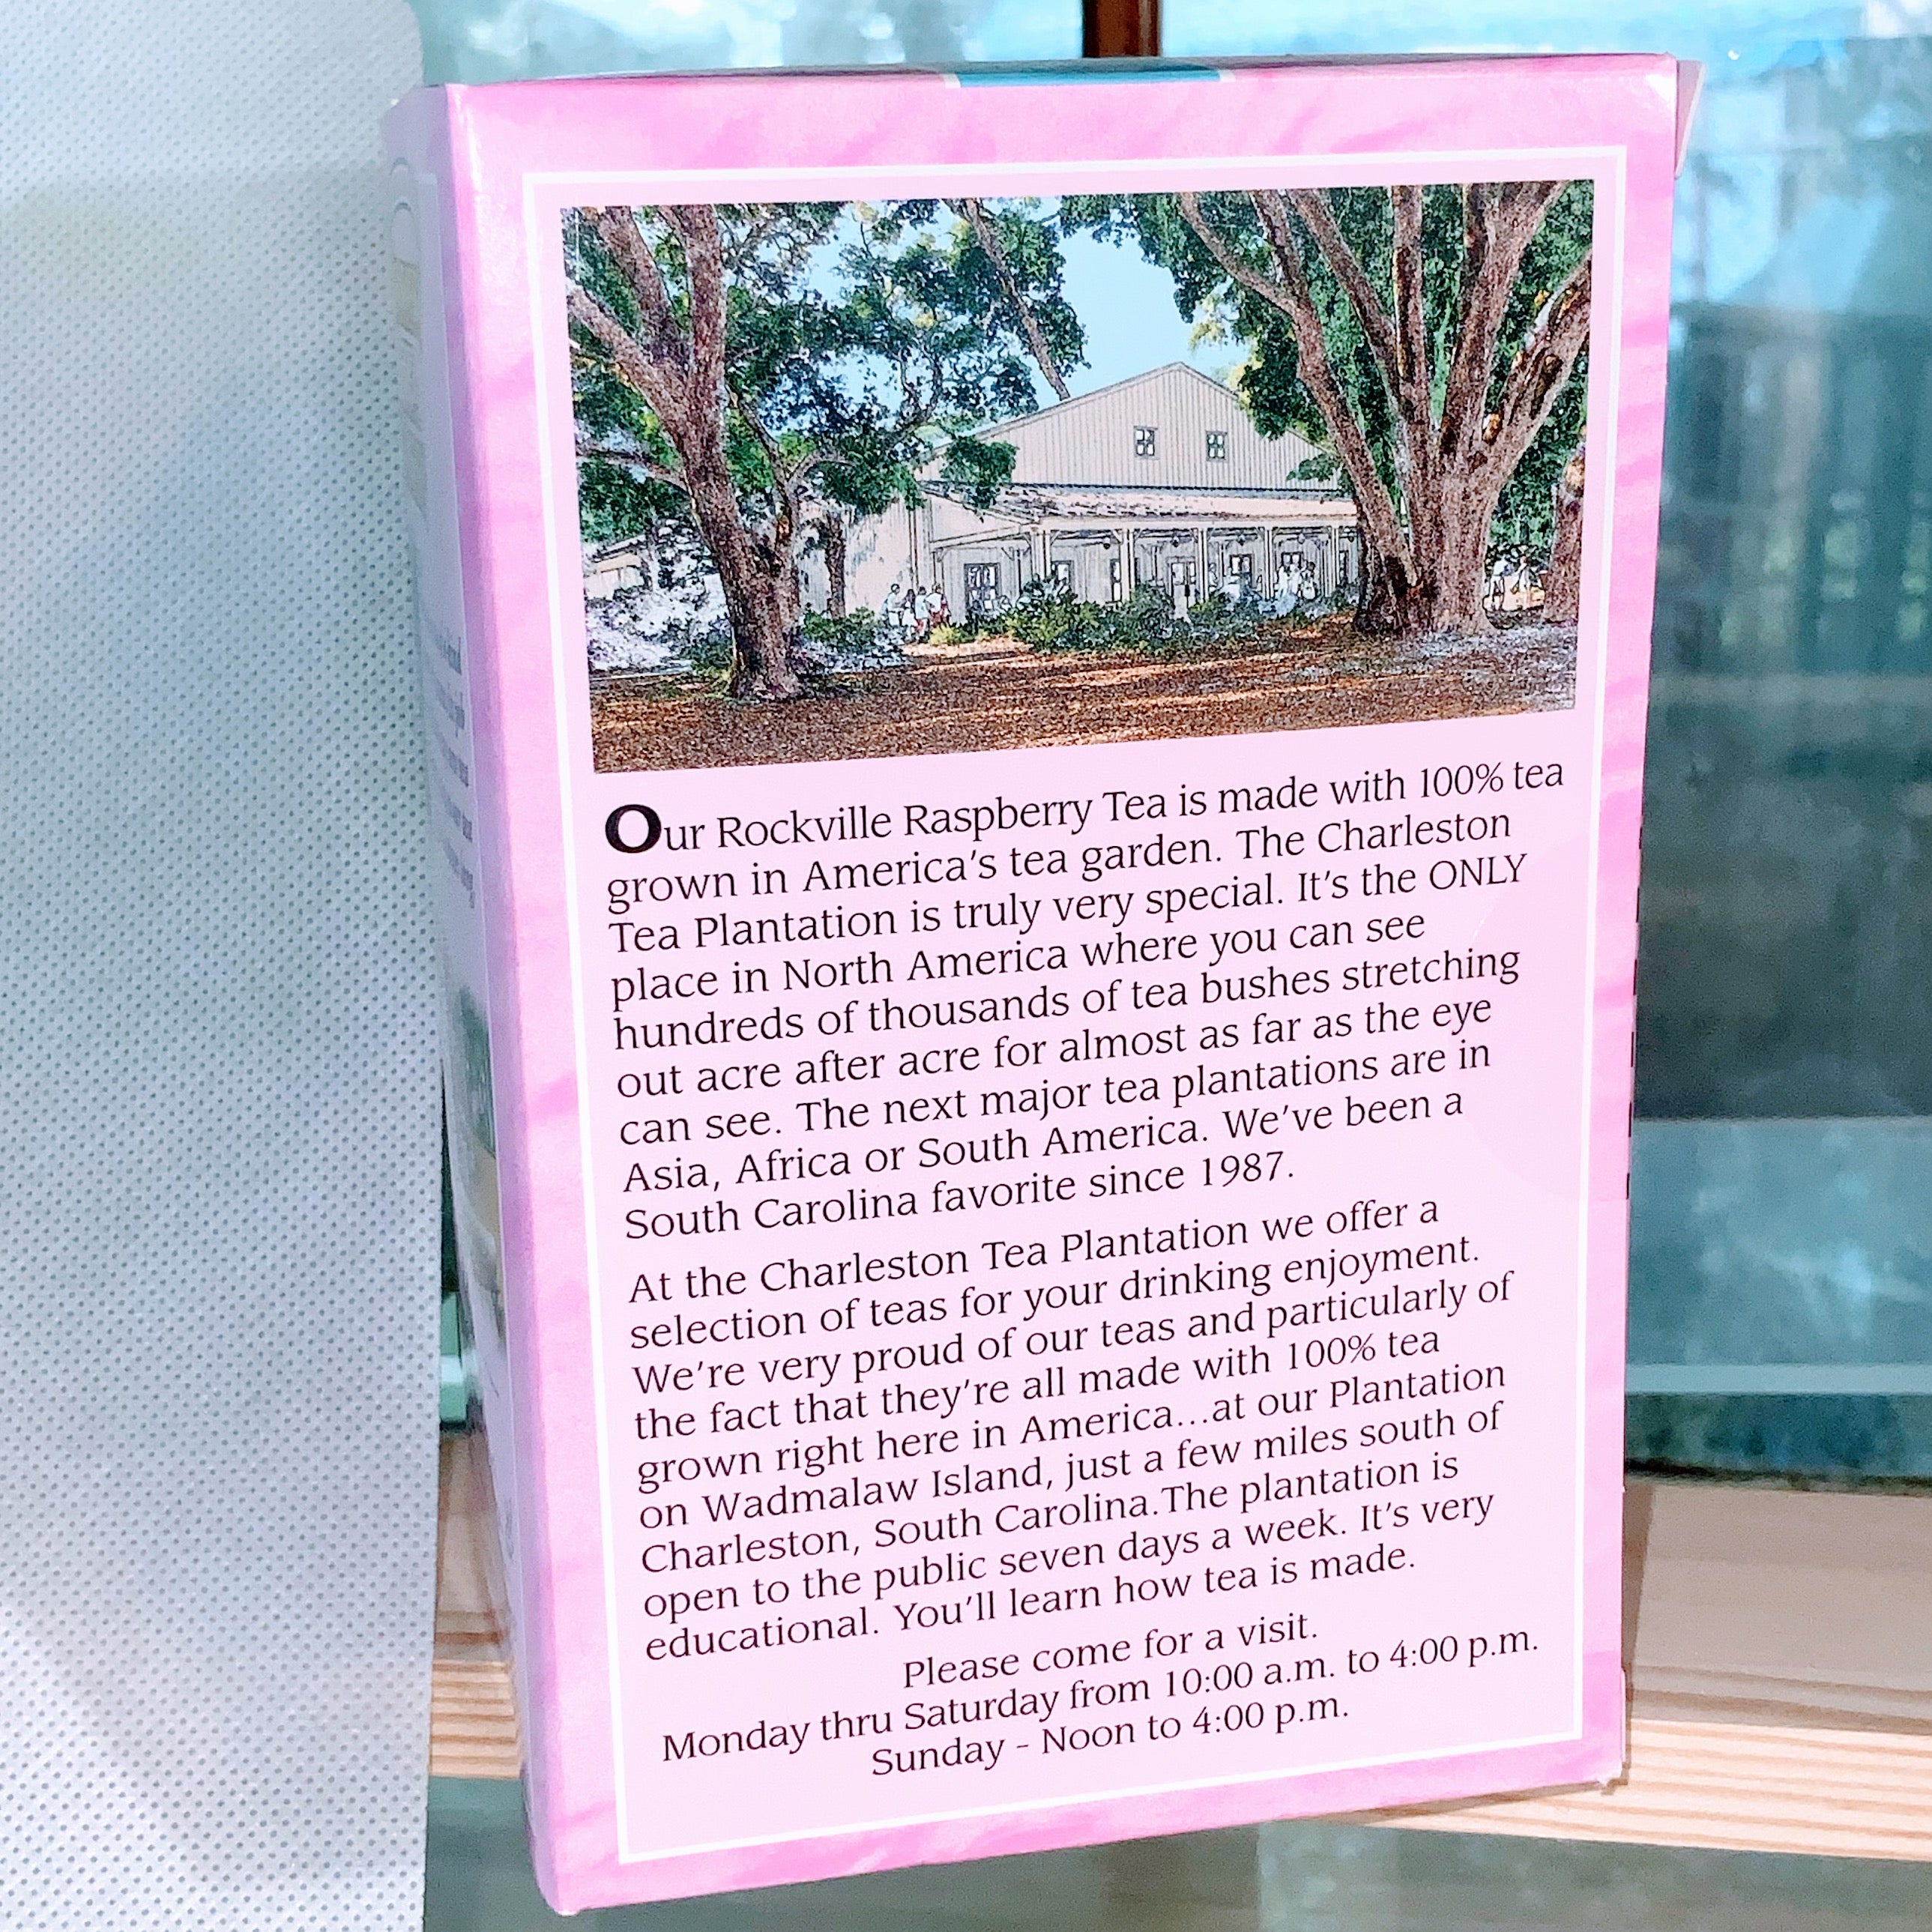 Our Rockville Raspberry Tea is made with 100% tea
grown in America's tea garden. The Charleston
Tea Plantation is truly very special. It's the ONLY
place in North America where you can see
hundreds of thousands of tea bushes stretching
out acre after acre for almost as far as the eye
can see. The next major tea plantations are in
Asia, Africa or South America. We've been a
South Carolina favorite since 1987.
At the Charleston Tea Plantation we offer a
selection of teas for your drinking enjoyment.
We're very proud of our teas and particularly of
the fact that they're all made with 100% tea
grown right here in America...at our Plantation
on Wadmalaw Island, just a few miles south of
Charleston, South Carolina.The plantation is
open to the public seven days a week. It's very
educational. You'll learn how tea is made.
Please come for a visit.
Monday thru Saturday from 10:00 a.m. to 4:00 p.m.
Sunday - Noon to 4:00 p.m.